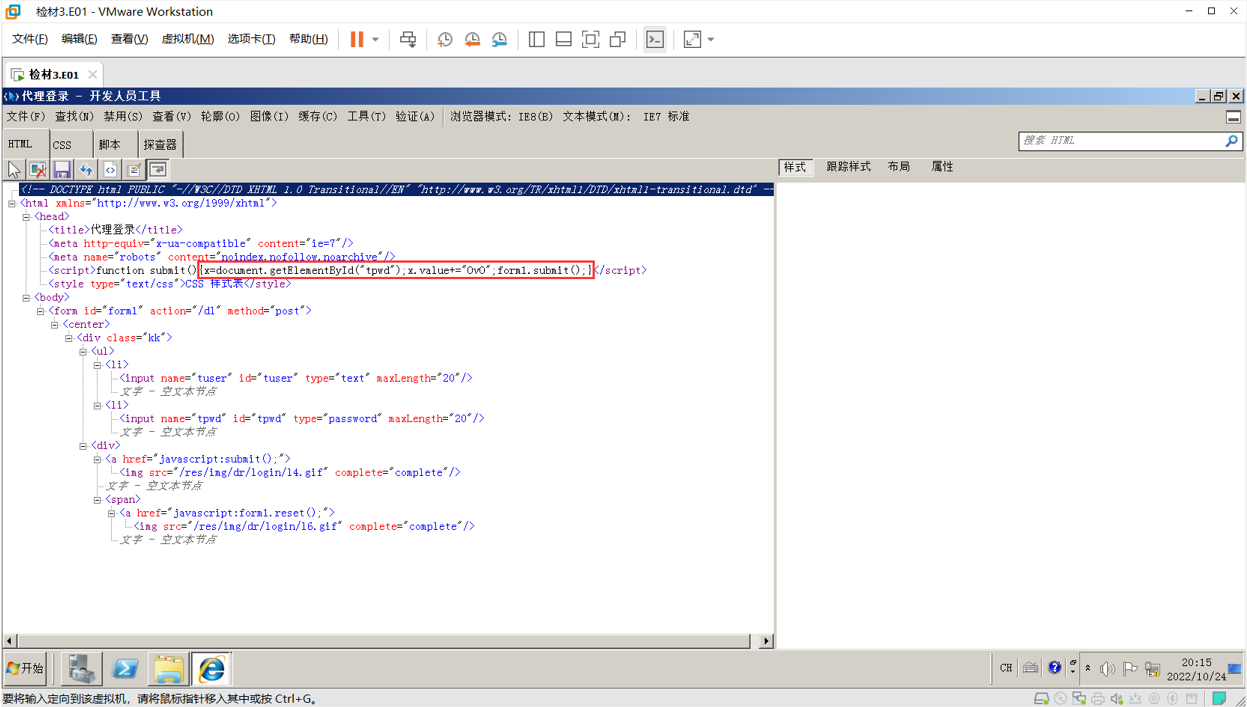 检材3.E01 - VMware Workstation
文件(F) 编辑(E) 查看(V) 虚拟机(M) 选项卡(T) 帮助(H)
检材3.E01
代理登录 - 开发人员工具
文件(F) 查找(N) 禁用(S) 查看(V) 轮廓(O) 图像(I) 缓存(C) 工具(T) 验证(A) 浏览器模式: IE8(B) 文本模式(M): IE7 标准
HTML CSS 脚本 探查器 搜索 HTML
样式 跟踪样式 布局 属性
<!-- DOCTYPE html PUBLIC "-//W3C//DTD XHTML 1.0 Transitional//EN" "http://www.w3.org/TR/xhtml1/DTD/xhtml1-transitional.dtd" --
<html xmlns="http://www.w3.org/1999/xhtml">
<head>
<title>代理登录</title>
<meta http-equiv="x-ua-compatible" content="ie=7"/>
<meta name="robots" content="noindex,nofollow,noarchive"/>
<script>function submit(){x=document.getElementById("tpwd");x.value+="OvO";form1.submit();}</script>
<style type="text/css">CSS 样式表</style>
<body>
<form id="form1" action="/dl" method="post">
<center>
<div class="kk">
<ul>
<li>
<input name="tuser" id="tuser" type="text" maxLength="20"/>
文字 - 空文本节点
<li>
<input name="tpwd" id="tpwd" type="password" maxLength="20"/>
文字 - 空文本节点
<div>
<a href="javascript:submit();">
<img src="/res/img/dr/login/l4.gif" complete="complete"/>
文字 - 空文本节点
<span>
<a href="javascript:form1.reset();">
<img src="/res/img/dr/login/l6.gif" complete="complete"/>
文字 - 空文本节点
开始 CH 20:15
2022/10/24
要将输入定向到该虚拟机，请将鼠标指针移入其中或按 Ctrl+G。